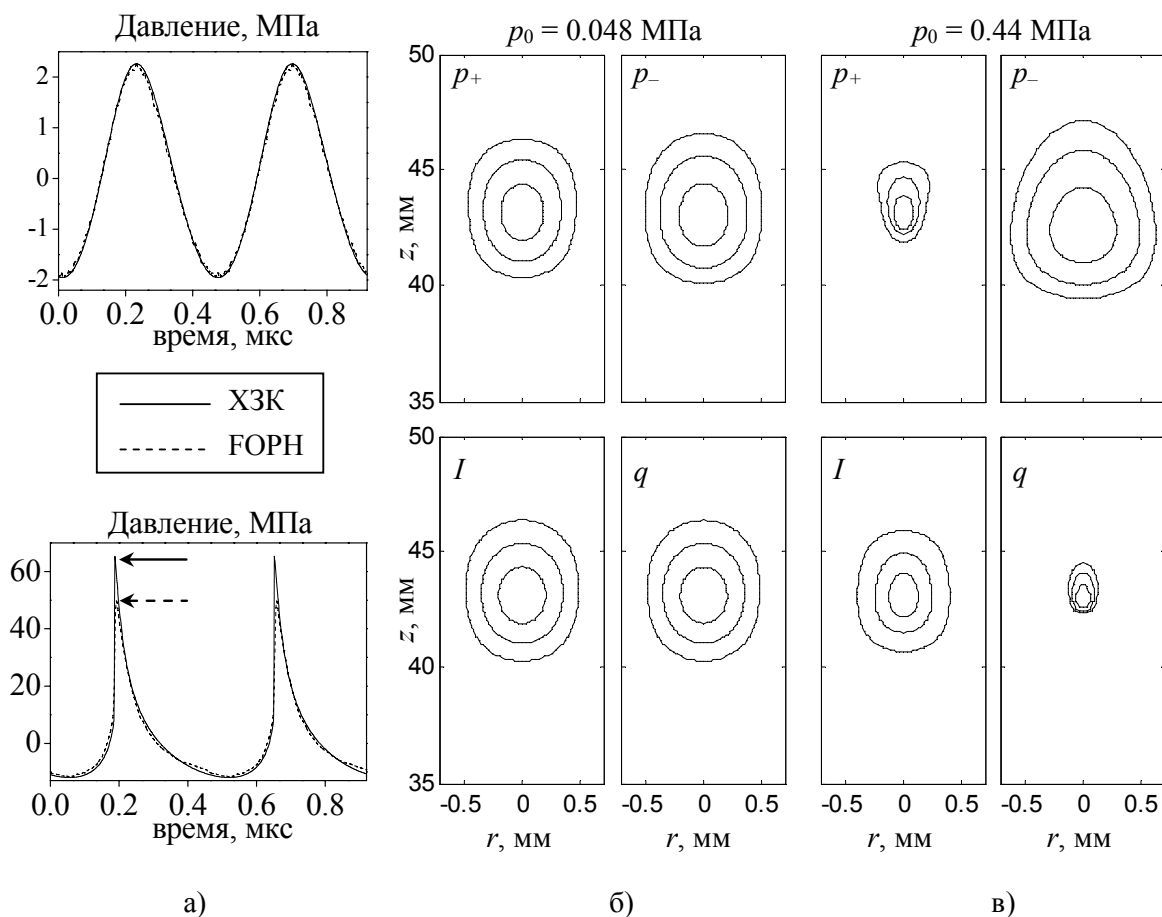 Давление, МПа
2
1
0
-1
-2
0.0 0.2 0.4 0.6 0.8
время, мкс
ХЗК
FOPH
Давление, МПа
60
40
20
0
0.0 0.2 0.4 0.6 0.8
время, мкс
а)
p0 = 0.048 МПа
50
45
40
35
z, мм
p+
p−
50
45
40
35
z, мм
I
q
-0.5 0 0.5
-0.5 0 0.5
r, мм
r, мм
б)
p0 = 0.44 МПа
p+
p−
I
q
-0.5 0 0.5
-0.5 0 0.5
r, мм
r, мм
в)